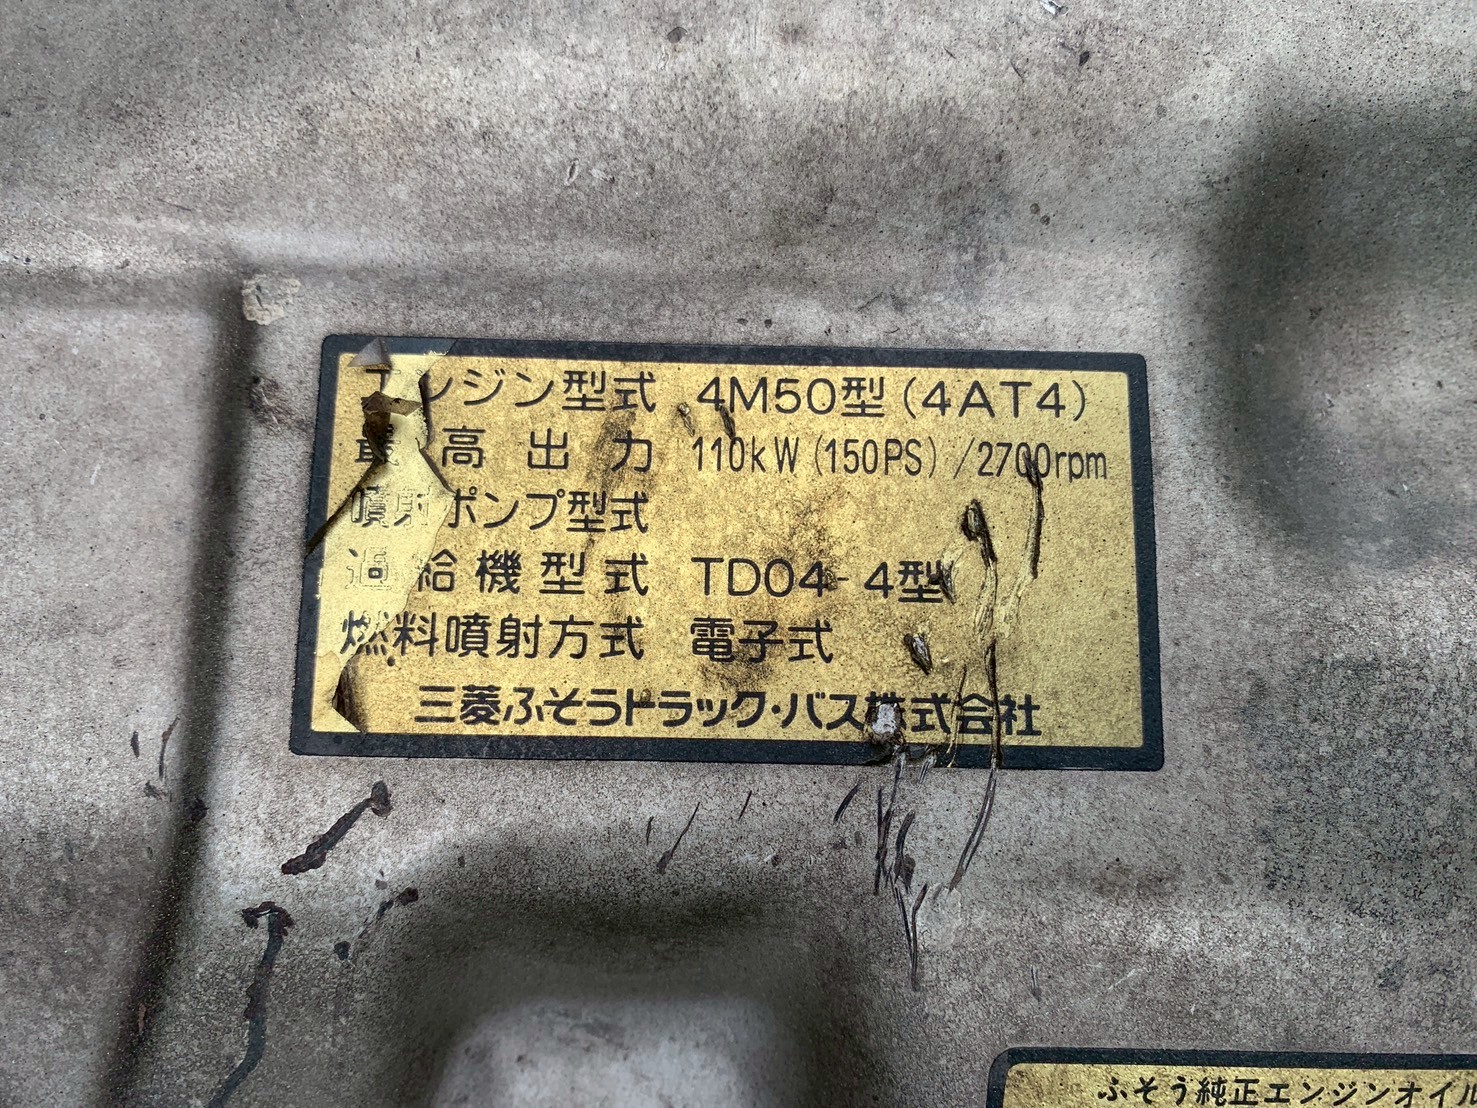 エンジン型式 4M50型(4AT4)
最高出力 110kW(150PS)/2700rpm
噴射ポンプ型式
過給機型式 TD04-4型
燃料噴射方式 電子式
三菱ふそうトラック・バス株式会社
ふそう純正エンジンオイル